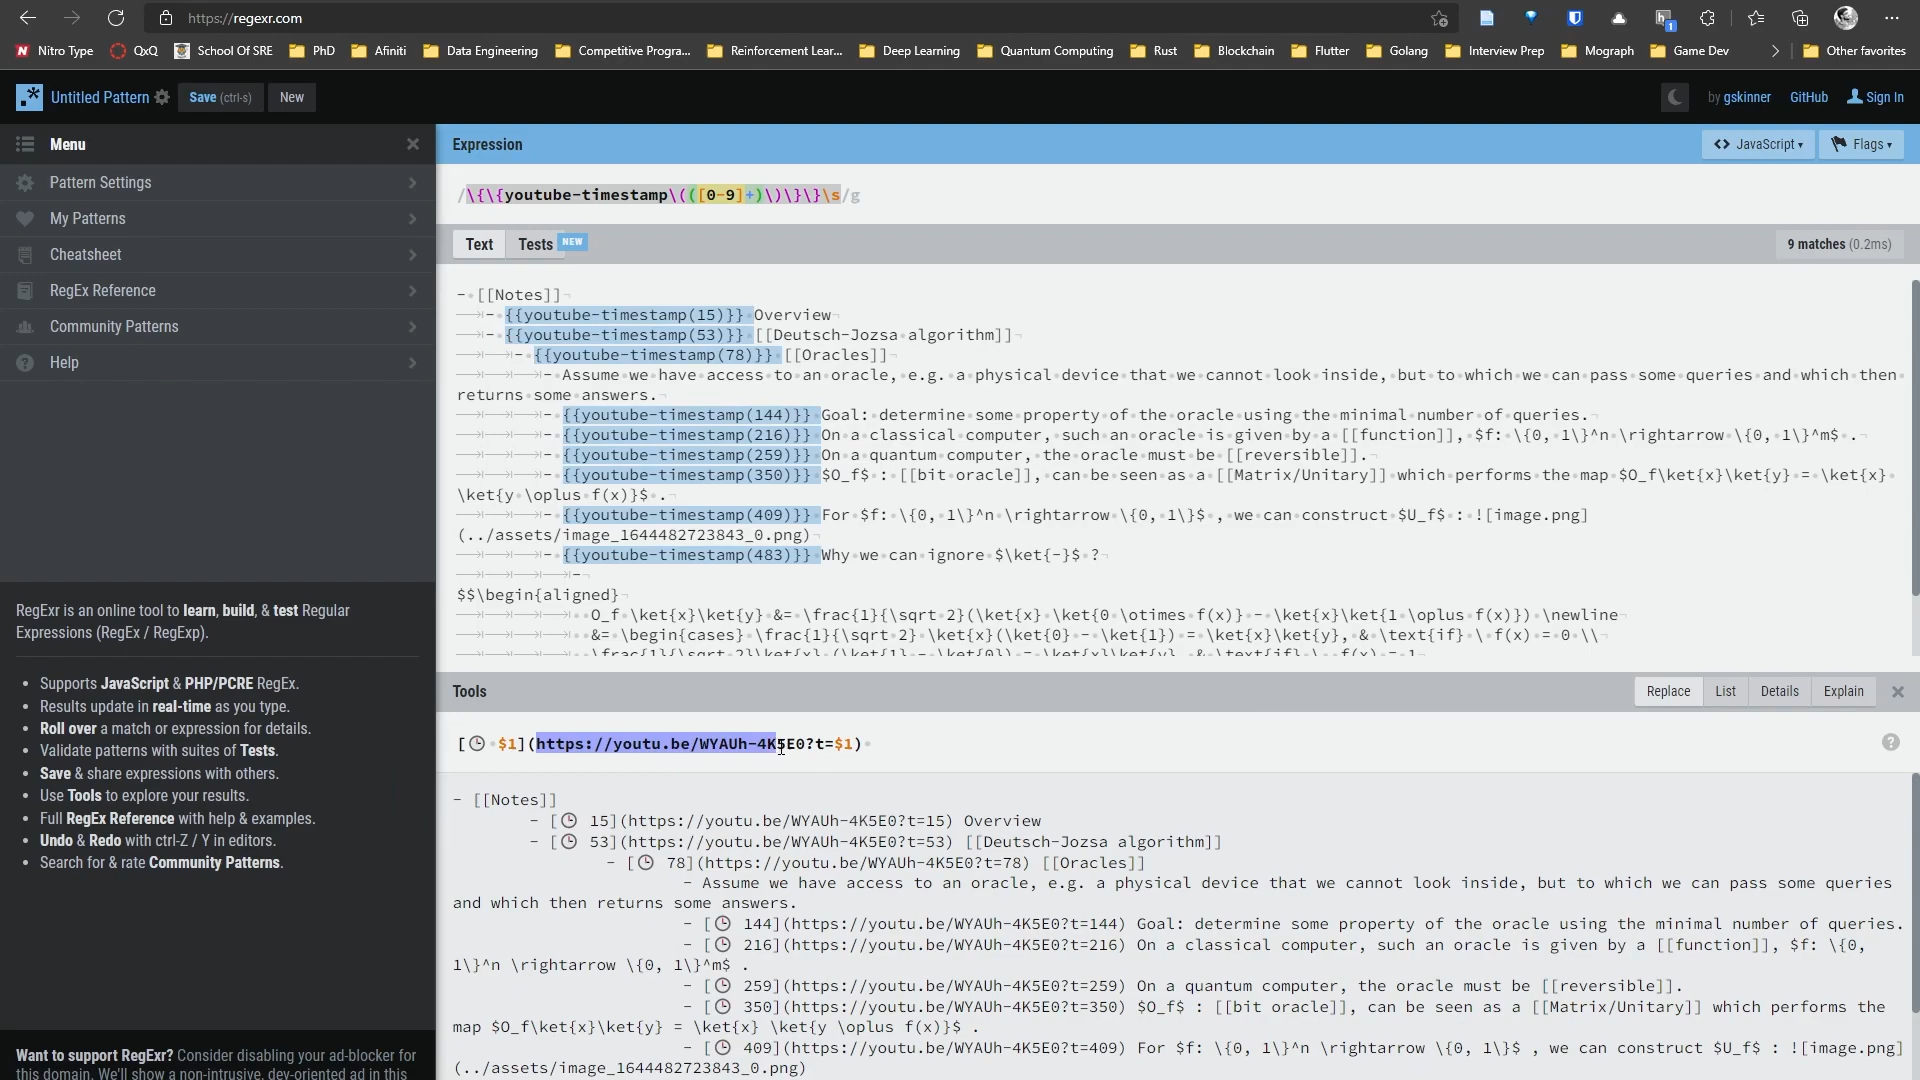 https://regexr.com
Nitro Type QxQ School Of SRE PhD Afiniti Data Engineering Competitive Progra... Reinforcement Lear... Deep Learning Quantum Computing Rust Blockchain Flutter Golang Interview Prep Mograph Game Dev Other favorites
Untitled Pattern Save (ctrl-s) New by gskinner GitHub Sign In
Menu
Pattern Settings
My Patterns
Cheatsheet
RegEx Reference
Community Patterns
Help
RegExr is an online tool to learn, build, & test Regular
Expressions (RegEx / RegExp).
• Supports JavaScript & PHP/PCRE RegEx.
• Results update in real-time as you type.
• Roll over a match or expression for details.
• Validate patterns with suites of Tests.
• Save & share expressions with others.
• Use Tools to explore your results.
• Full RegEx Reference with help & examples.
• Undo & Redo with ctrl-Z / Y in editors.
• Search for & rate Community Patterns.
Want to support RegExr? Consider disabling your ad-blocker for
this domain. We'll show a non-intrusive, dev-oriented ad in this
Expression JavaScript Flags
/\{\{youtube-timestamp\(([0-9]+)\)\}\}\s/g
Text Tests NEW 9 matches (0.2ms)
- [[Notes]]
- {{youtube-timestamp(15)}} Overview
- {{youtube-timestamp(53)}} [[Deutsch-Jozsa algorithm]]
- {{youtube-timestamp(78)}} [[Oracles]]
- Assume we have access to an oracle, e.g. a physical device that we cannot look inside, but to which we can pass some queries and which then
returns some answers.
- {{youtube-timestamp(144)}} Goal: determine some property of the oracle using the minimal number of queries.
- {{youtube-timestamp(216)}} On a classical computer, such an oracle is given by a [[function]], $f: \{0, 1\}^n \rightarrow \{0, 1\}^m$ .
- {{youtube-timestamp(259)}} On a quantum computer, the oracle must be [[reversible]].
- {{youtube-timestamp(350)}} $O_f$ : [[bit oracle]], can be seen as a [[Matrix/Unitary]] which performs the map $O_f\ket{x}\ket{y} = \ket{x}
\ket{y \oplus f(x)}$ .
- {{youtube-timestamp(409)}} For $f: \{0, 1\}^n \rightarrow \{0, 1\}$ , we can construct $U_f$ : ![image.png]
(../assets/image_1644482723843_0.png)
- {{youtube-timestamp(483)}} Why we can ignore $\ket{-}$ ?
-
$$\begin{aligned}
O_f \ket{x}\ket{y} &= \frac{1}{\sqrt 2}(\ket{x} \ket{0 \otimes f(x)} - \ket{x}\ket{1 \oplus f(x)}) \newline
&= \begin{cases} \frac{1}{\sqrt 2} \ket{x}(\ket{0} - \ket{1}) = \ket{x}\ket{y}, & \text{if} \ f(x) = 0 \\
\frac{1}{\sqrt 2}\ket{x} (\ket{1} - \ket{0}) = \ket{x}\ket{y}, & \text{if} \ f(x) = 1
Tools Replace List Details Explain
[🕒 $1](https://youtu.be/WYAUh-4K5E0?t=$1)
- [[Notes]]
- [🕒 15](https://youtu.be/WYAUh-4K5E0?t=15) Overview
- [🕒 53](https://youtu.be/WYAUh-4K5E0?t=53) [[Deutsch-Jozsa algorithm]]
- [🕒 78](https://youtu.be/WYAUh-4K5E0?t=78) [[Oracles]]
- Assume we have access to an oracle, e.g. a physical device that we cannot look inside, but to which we can pass some queries
and which then returns some answers.
- [🕒 144](https://youtu.be/WYAUh-4K5E0?t=144) Goal: determine some property of the oracle using the minimal number of queries.
- [🕒 216](https://youtu.be/WYAUh-4K5E0?t=216) On a classical computer, such an oracle is given by a [[function]], $f: \{0,
1\}^n \rightarrow \{0, 1\}^m$ .
- [🕒 259](https://youtu.be/WYAUh-4K5E0?t=259) On a quantum computer, the oracle must be [[reversible]].
- [🕒 350](https://youtu.be/WYAUh-4K5E0?t=350) $O_f$ : [[bit oracle]], can be seen as a [[Matrix/Unitary]] which performs the
map $O_f\ket{x}\ket{y} = \ket{x} \ket{y \oplus f(x)}$ .
- [🕒 409](https://youtu.be/WYAUh-4K5E0?t=409) For $f: \{0, 1\}^n \rightarrow \{0, 1\}$ , we can construct $U_f$ : ![image.png]
(../assets/image_1644482723843_0.png)